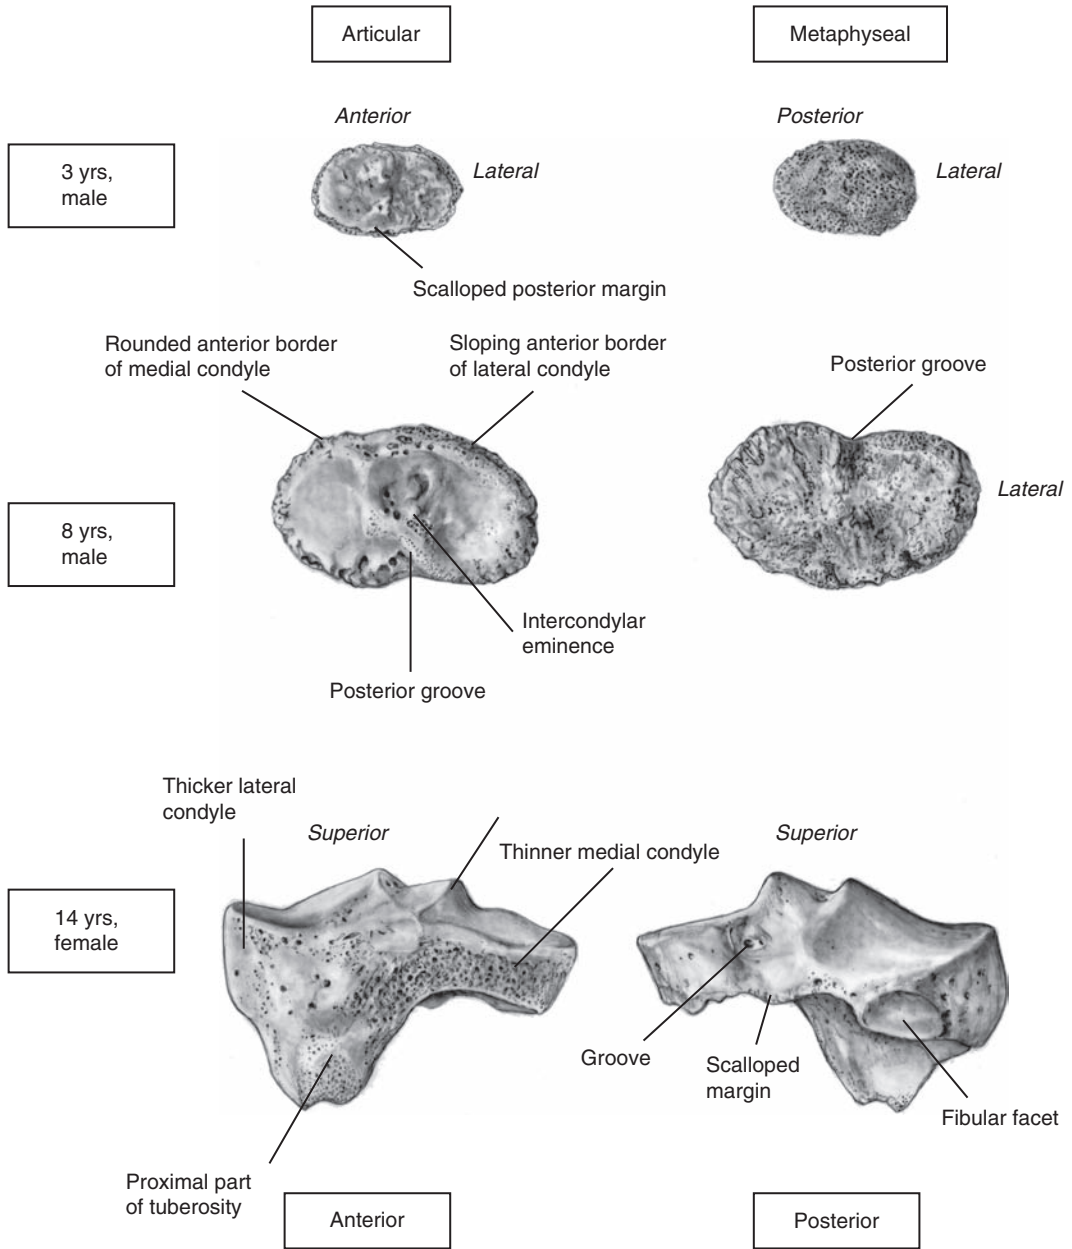 Articular
Metaphyseal
Anterior
Posterior
3 yrs,
male
Lateral
Lateral
Scalloped posterior margin
Rounded anterior border
of medial condyle
Sloping anterior border
of lateral condyle
Posterior groove
8 yrs,
male
Lateral
Intercondylar
eminence
Posterior groove
Thicker lateral
condyle
Superior
Superior
Thinner medial condyle
14 yrs,
female
Groove
Scalloped
margin
Fibular facet
Proximal part
of tuberosity
Anterior
Posterior